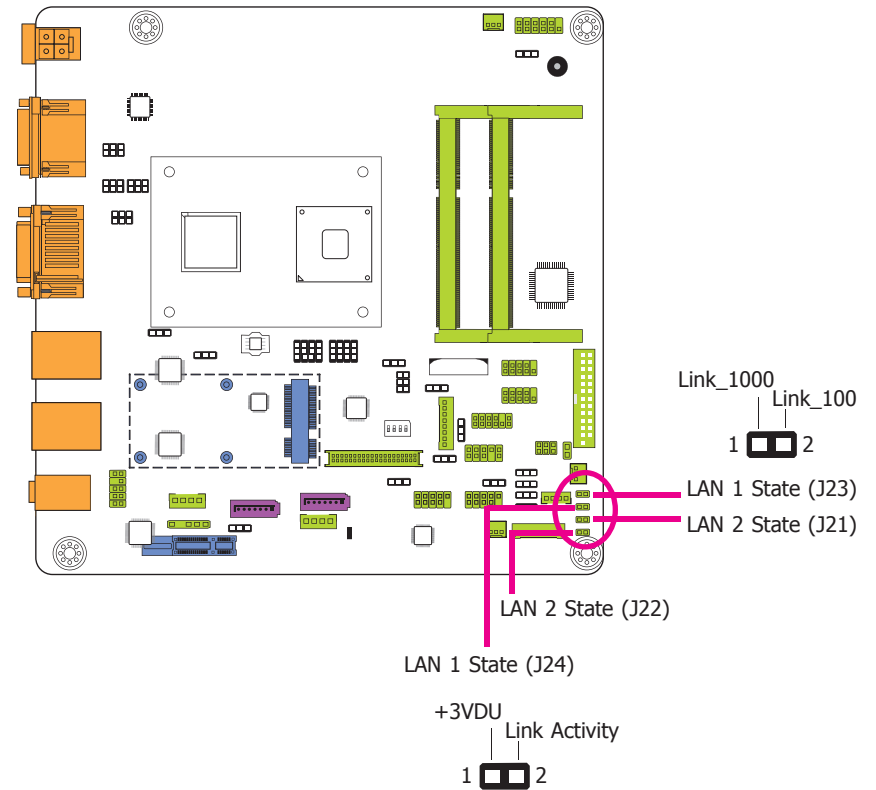 Link_1000
Link_100
1 2
LAN 1 State (J23)
LAN 2 State (J21)
LAN 2 State (J22)
LAN 1 State (J24)
+3VDU
Link Activity
1 2